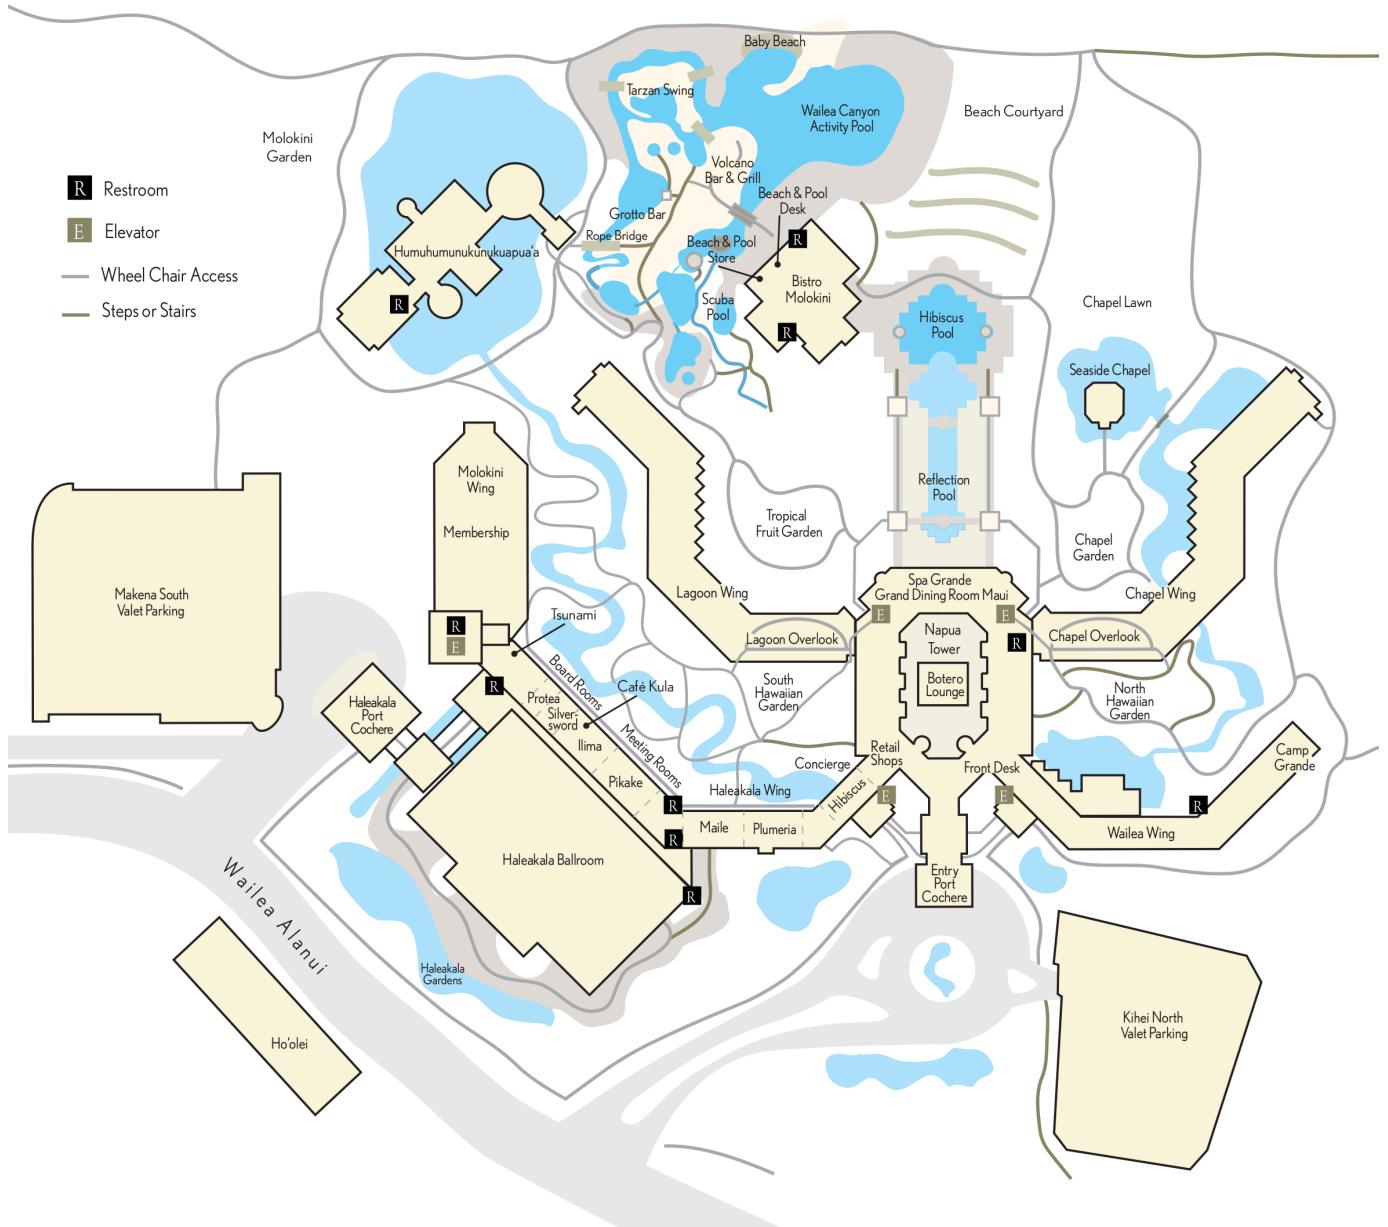 Baby Beach
Tarzan Swing
Wailea Canyon
Activity Pool
Beach Courtyard
Molokini
Garden
Volcano
Bar & Grill
R Restroom
Beach & Pool
Desk
Grotto Bar
E Elevator
Rope Bridge
R
Beach & Pool
Store
Humuhumunukunukuapua'a
Wheel Chair Access
Bistro
Molokini
Scuba
Pool
Chapel Lawn
R
Steps or Stairs
Hibiscus
Pool
R
Seaside Chapel
Molokini
Wing
Reflection
Pool
Tropical
Fruit Garden
Membership
Chapel
Garden
Spa Grande
Grand Dining Room Maui
Makena South
Valet Parking
Lagoon Wing
Chapel Wing
Tsunami
E
E
R
E
Napua
Tower
Lagoon Overlook
R
Chapel Overlook
Board Rooms
R
Café Kula
South
Hawaiian
Garden
Botero
Lounge
North
Hawaiian
Garden
Haleakala
Port
Cochere
Protea
Silver-
sword
Ilima
Meeting Rooms
Retail
Shops
Camp
Grande
Concierge
Front Desk
Pikake
Haleakala Wing
Hibiscus
E
E
R
R
Maile
Plumeria
Wailea Wing
R
Haleakala Ballroom
Entry
Port
Cochere
R
Wailea Alanui
Haleakala
Gardens
Kihei North
Valet Parking
Ho'olei